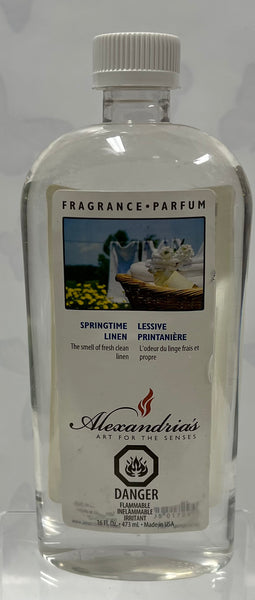 FRAGRANCE • PARFUM
SPRINGTIME LESSIVE
LINEN PRINTANIÈRE
The smell of fresh clean L'odeur du linge frais et
linen propre
Alexandria's
ART FOR THE SENSES
DANGER
FLAMMABLE
INFLAMMABLE
IRRITANT
16 Fl. Oz. • 473 mL • Made in USA